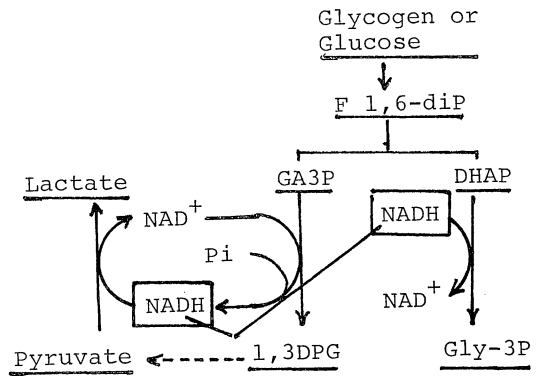 Glycogen or
Glucose
F 1,6-diP
Lactate
GA3P
DHAP
NAD+
NADH
Pi
NADH
NAD+
Pyruvate
1,3DPG
Gly-3P